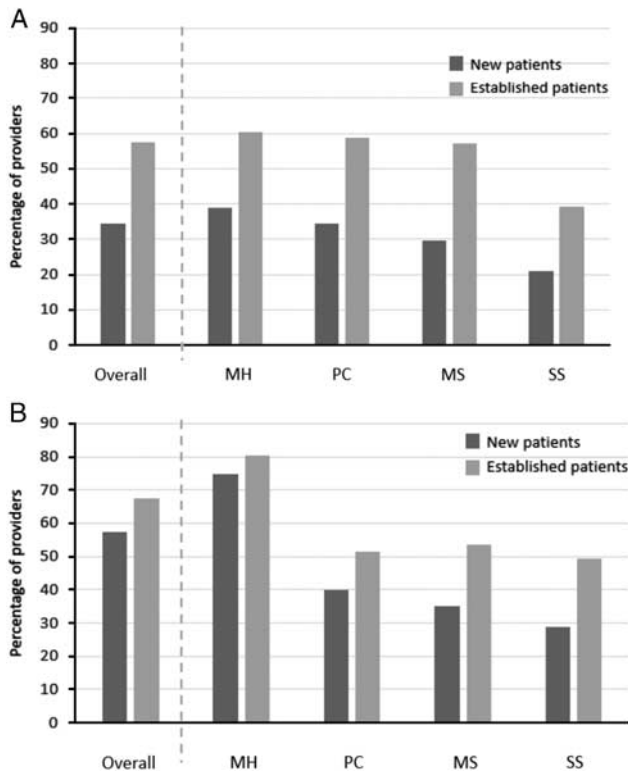 A
Percentage of providers
90
80
70
60
50
40
30
20
10
0
New patients
Established patients
Overall
MH
PC
MS
SS
B
Percentage of providers
90
80
70
60
50
40
30
20
10
0
New patients
Established patients
Overall
MH
PC
MS
SS